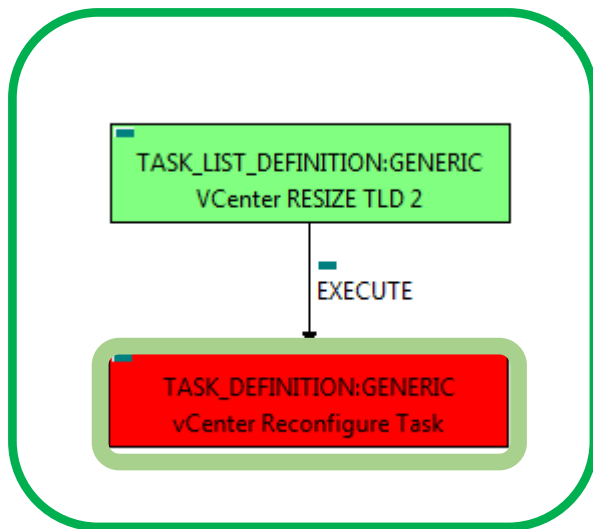 TASK_LIST_DEFINITION:GENERIC
VCenter RESIZE TLD 2
EXECUTE
TASK_DEFINITION:GENERIC
vCenter Reconfigure Task